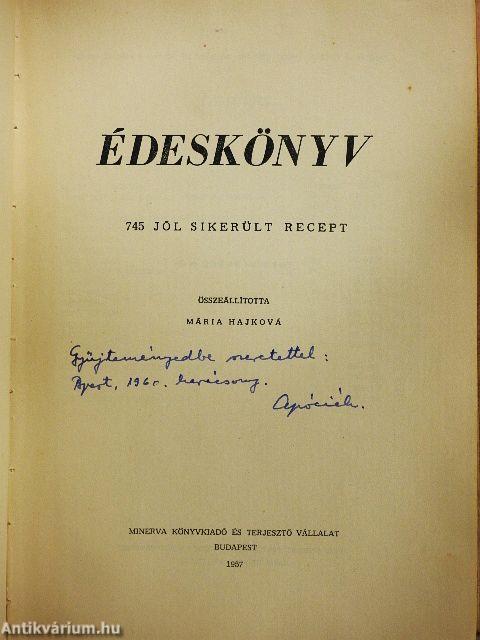 ÉDESKÖNYV
745 JÓL SIKERÜLT RECEPT
ÖSSZEÁLLÍTOTTA
MÁRIA HAJKOVÁ
Gyűjteményedbe szeretettel:
Bpest, 1960. karácsony.
Apóciék.
MINERVA KÖNYVKIADÓ ÉS TERJESZTŐ VÁLLALAT
BUDAPEST
1957
Antikvárium.hu